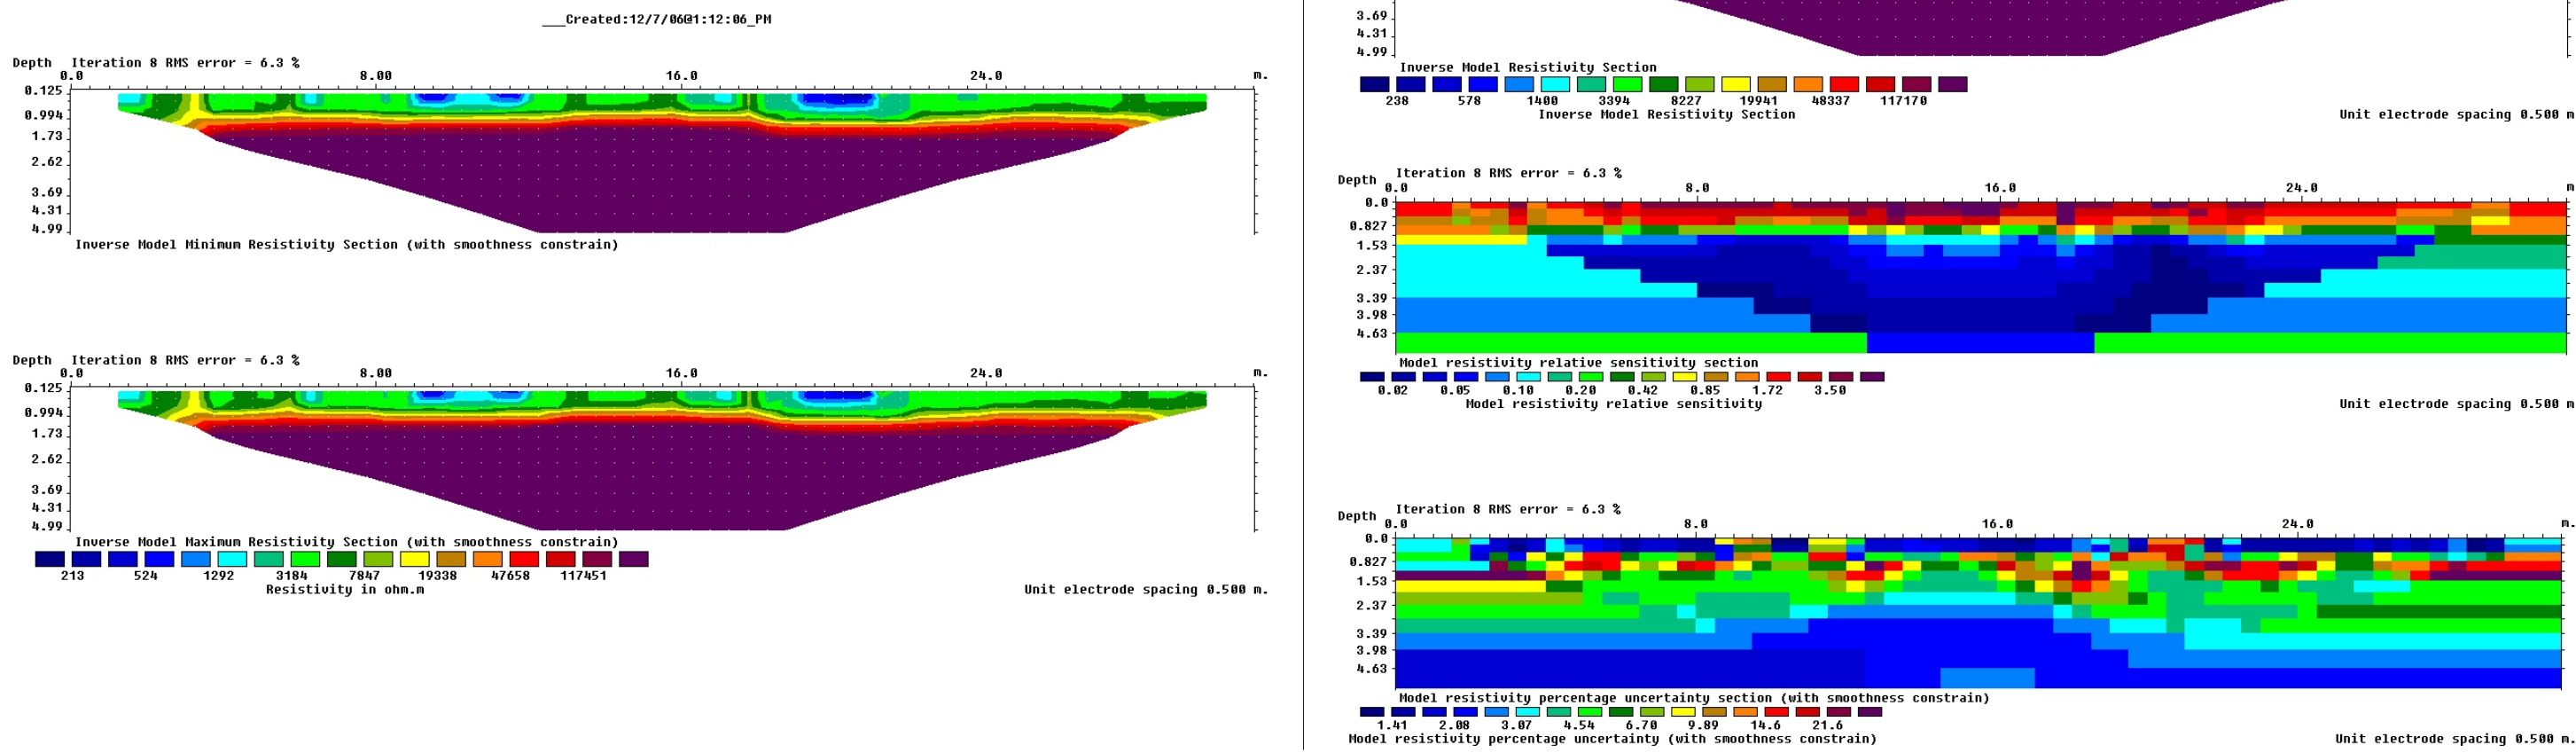 ___Created:12/7/06@1:12:06_PM
Depth Iteration 8 RMS error = 6.3 %
0.0 8.00 16.0 24.0 m.
0.125
0.994
1.73
2.62
3.69
4.31
4.99
Inverse Model Minimum Resistivity Section (with smoothness constrain)
Depth Iteration 8 RMS error = 6.3 %
0.0 8.00 16.0 24.0 m.
0.125
0.994
1.73
2.62
3.69
4.31
4.99
Inverse Model Maximum Resistivity Section (with smoothness constrain)
213 524 1292 3184 7847 19338 47658 117451
Resistivity in ohm.m Unit electrode spacing 0.500 m.
3.69
4.31
4.99
Inverse Model Resistivity Section
238 578 1400 3394 8227 19941 48337 117170
Inverse Model Resistivity Section Unit electrode spacing 0.500 m
Depth Iteration 8 RMS error = 6.3 %
0.0 8.0 16.0 24.0 m
0.0
0.827
1.53
2.37
3.39
3.98
4.63
Model resistivity relative sensitivity section
0.02 0.05 0.10 0.20 0.42 0.85 1.72 3.50
Model resistivity relative sensitivity Unit electrode spacing 0.500 m
Depth Iteration 8 RMS error = 6.3 %
0.0 8.0 16.0 24.0 m.
0.0
0.827
1.53
2.37
3.39
3.98
4.63
Model resistivity percentage uncertainty section (with smoothness constrain)
1.41 2.08 3.07 4.54 6.70 9.89 14.6 21.6
Model resistivity percentage uncertainty (with smoothness constrain) Unit electrode spacing 0.500 m.